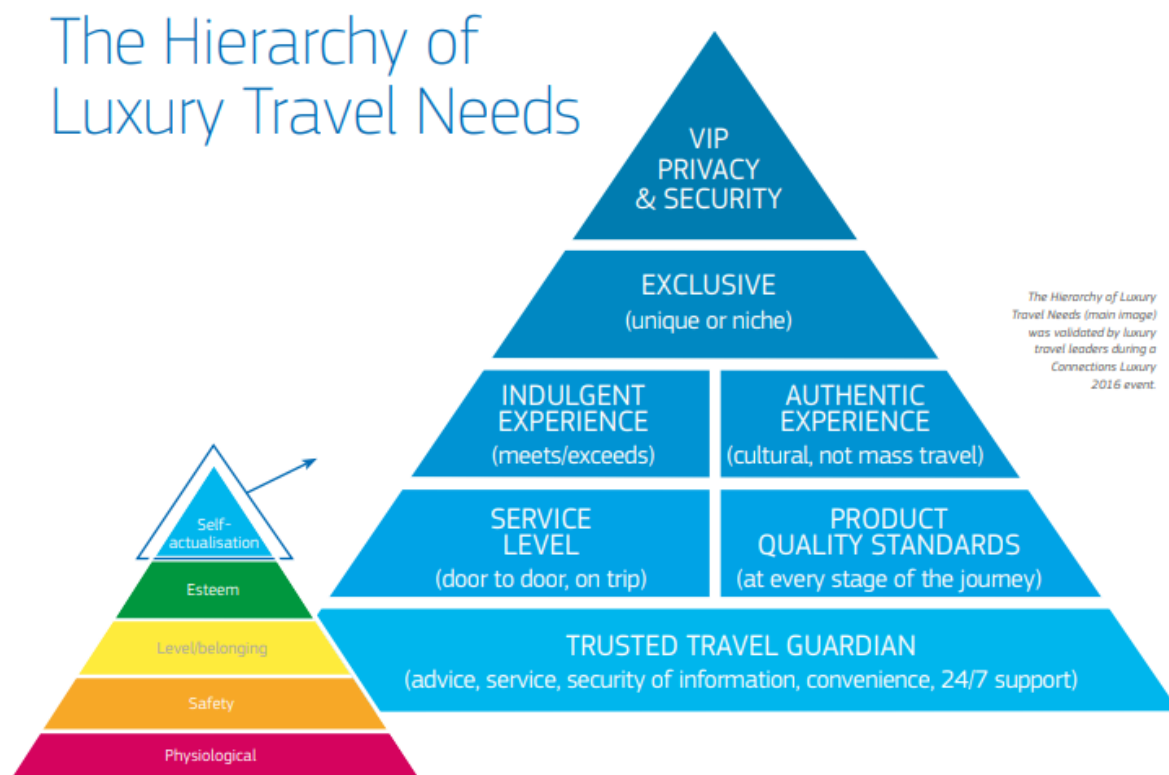 The Hierarchy of
Luxury Travel Needs
VIP
PRIVACY
& SECURITY
EXCLUSIVE
(unique or niche)
INDULGENT
EXPERIENCE
(meets/exceeds)
AUTHENTIC
EXPERIENCE
(cultural, not mass travel)
SERVICE
LEVEL
(door to door, on trip)
PRODUCT
QUALITY STANDARDS
(at every stage of the journey)
TRUSTED TRAVEL GUARDIAN
(advice, service, security of information, convenience, 24/7 support)
The Hierarchy of Luxury
Travel Needs (main image)
was validated by luxury
travel leaders during a
Connections Luxury
2016 event.
Self-
actualisation
Esteem
Level/belonging
Safety
Physiological